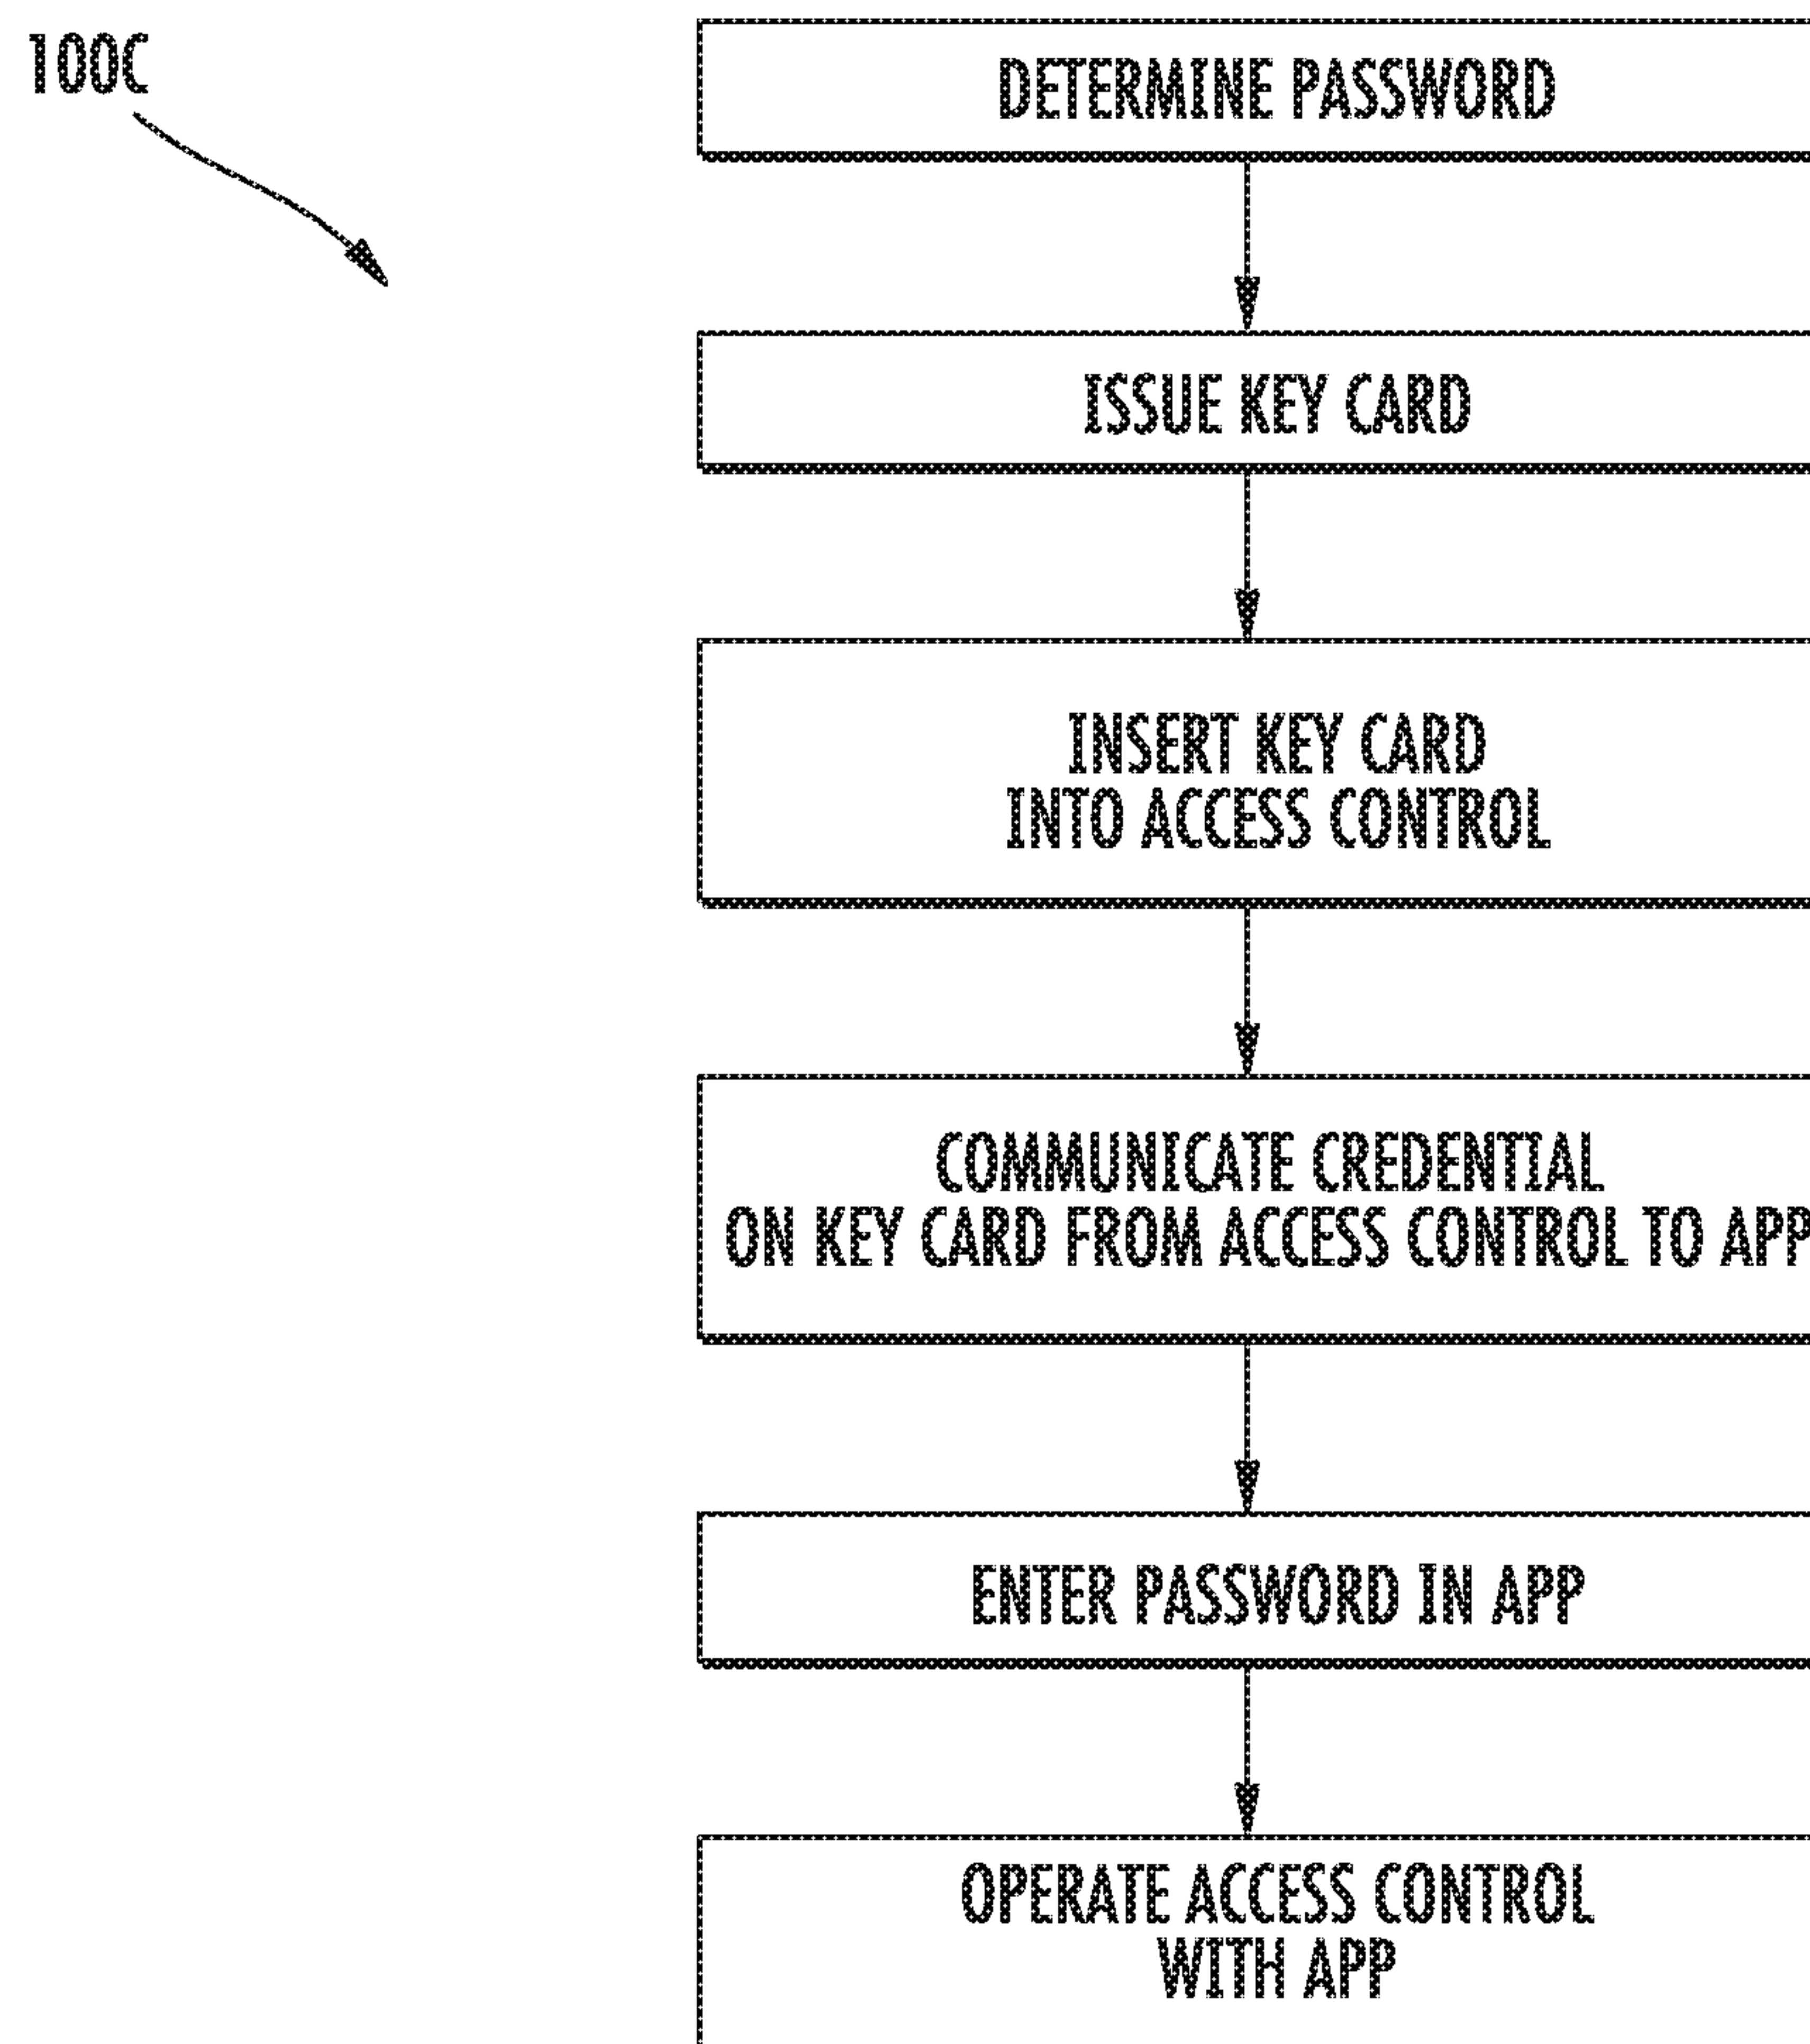 100C
DETERMINE PASSWORD
ISSUE KEY CARD
INSERT KEY CARD
INTO ACCESS CONTROL
COMMUNICATE CREDENTIAL
ON KEY CARD FROM ACCESS CONTROL TO APP
ENTER PASSWORD IN APP
OPERATE ACCESS CONTROL
WITH APP